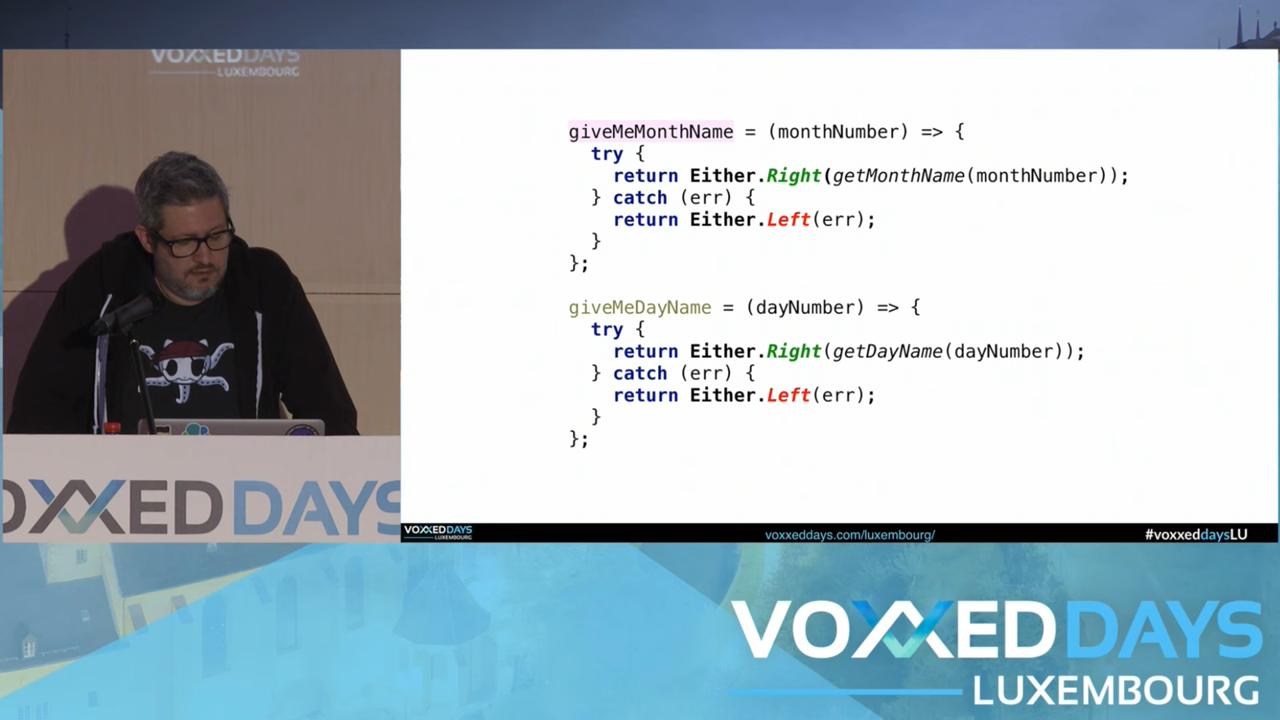 VOXXEDDAYS
LUXEMBOURG
giveMeMonthName = (monthNumber) => {
try {
return Either.Right(getMonthName(monthNumber));
} catch (err) {
return Either.Left(err);
}
};
giveMeDayName = (dayNumber) => {
try {
return Either.Right(getDayName(dayNumber));
} catch (err) {
return Either.Left(err);
}
};
OXXEDDAYS
VOXXEDDAYS
LUXEMBOURG
voxxeddays.com/luxembourg/
#voxxeddaysLU
VOXXEDDAYS
LUXEMBOURG